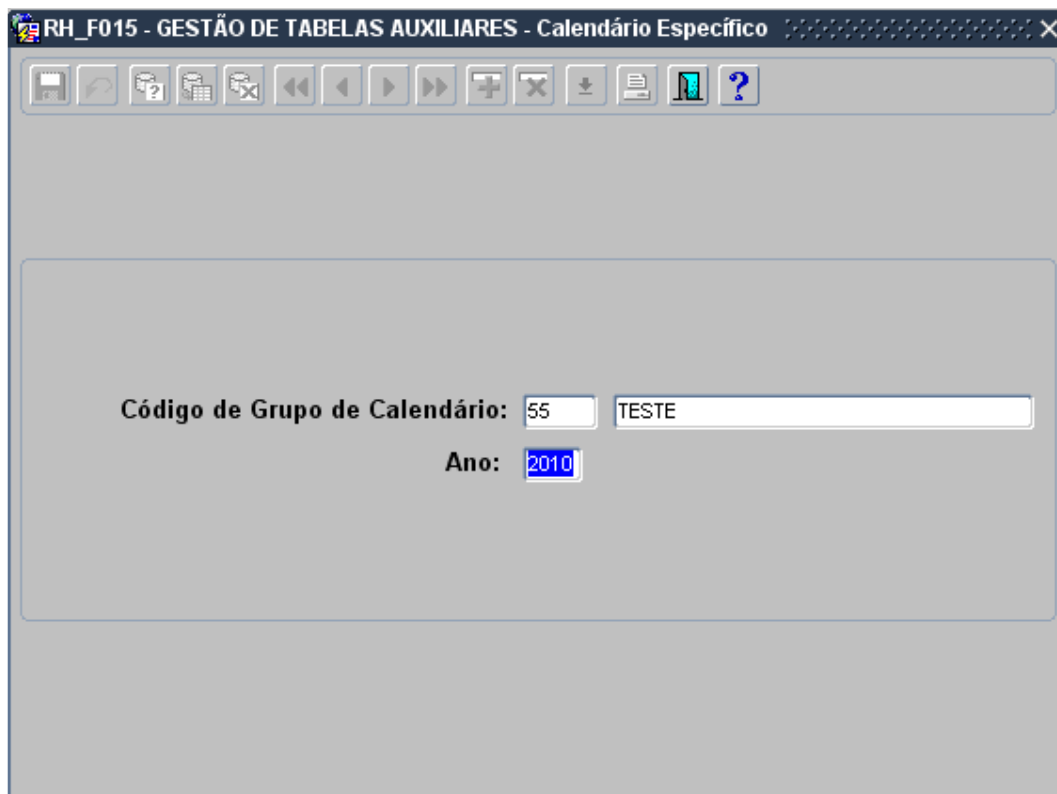 RH_F015 - GESTÃO DE TABELAS AUXILIARES - Calendário Específico
?
Código de Grupo de Calendário: 55 TESTE
Ano: 2010